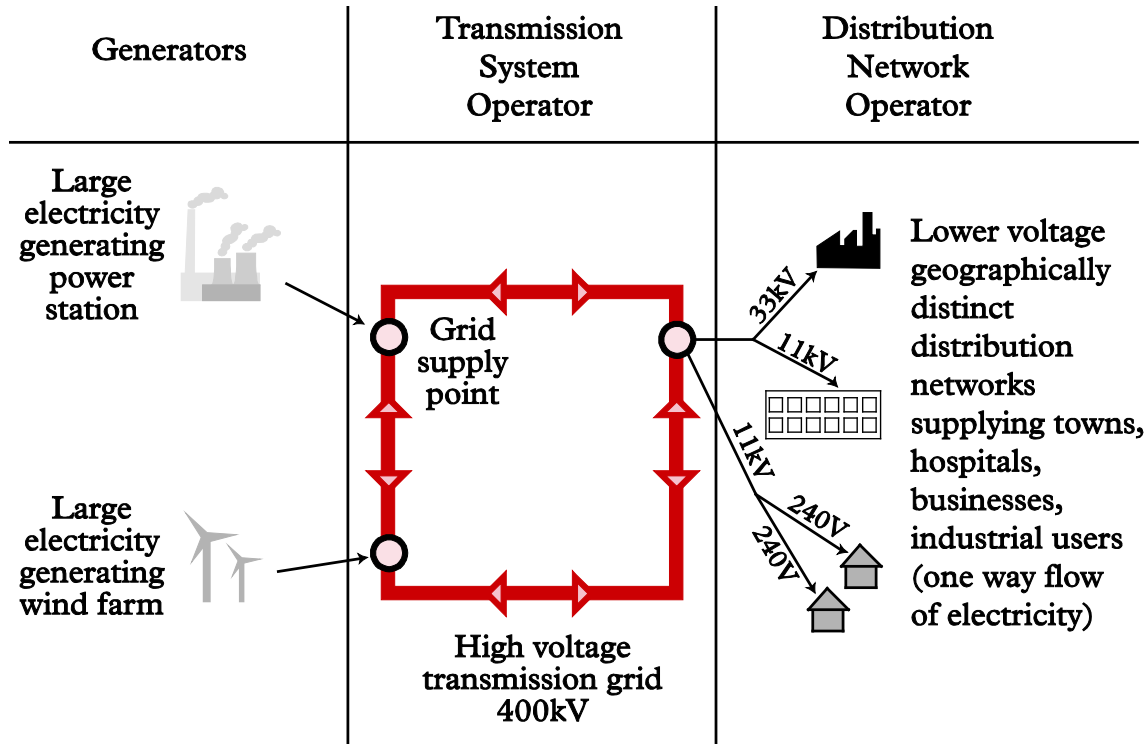 Generators
Transmission
System
Operator
Distribution
Network
Operator
Large
electricity
generating
power
station
Large
electricity
generating
wind farm
Grid
supply
point
High voltage
transmission grid
400kV
33kV
11kV
11kV
240V
240V
Lower voltage
geographically
distinct
distribution
networks
supplying towns,
hospitals,
businesses,
industrial users
(one way flow
of electricity)